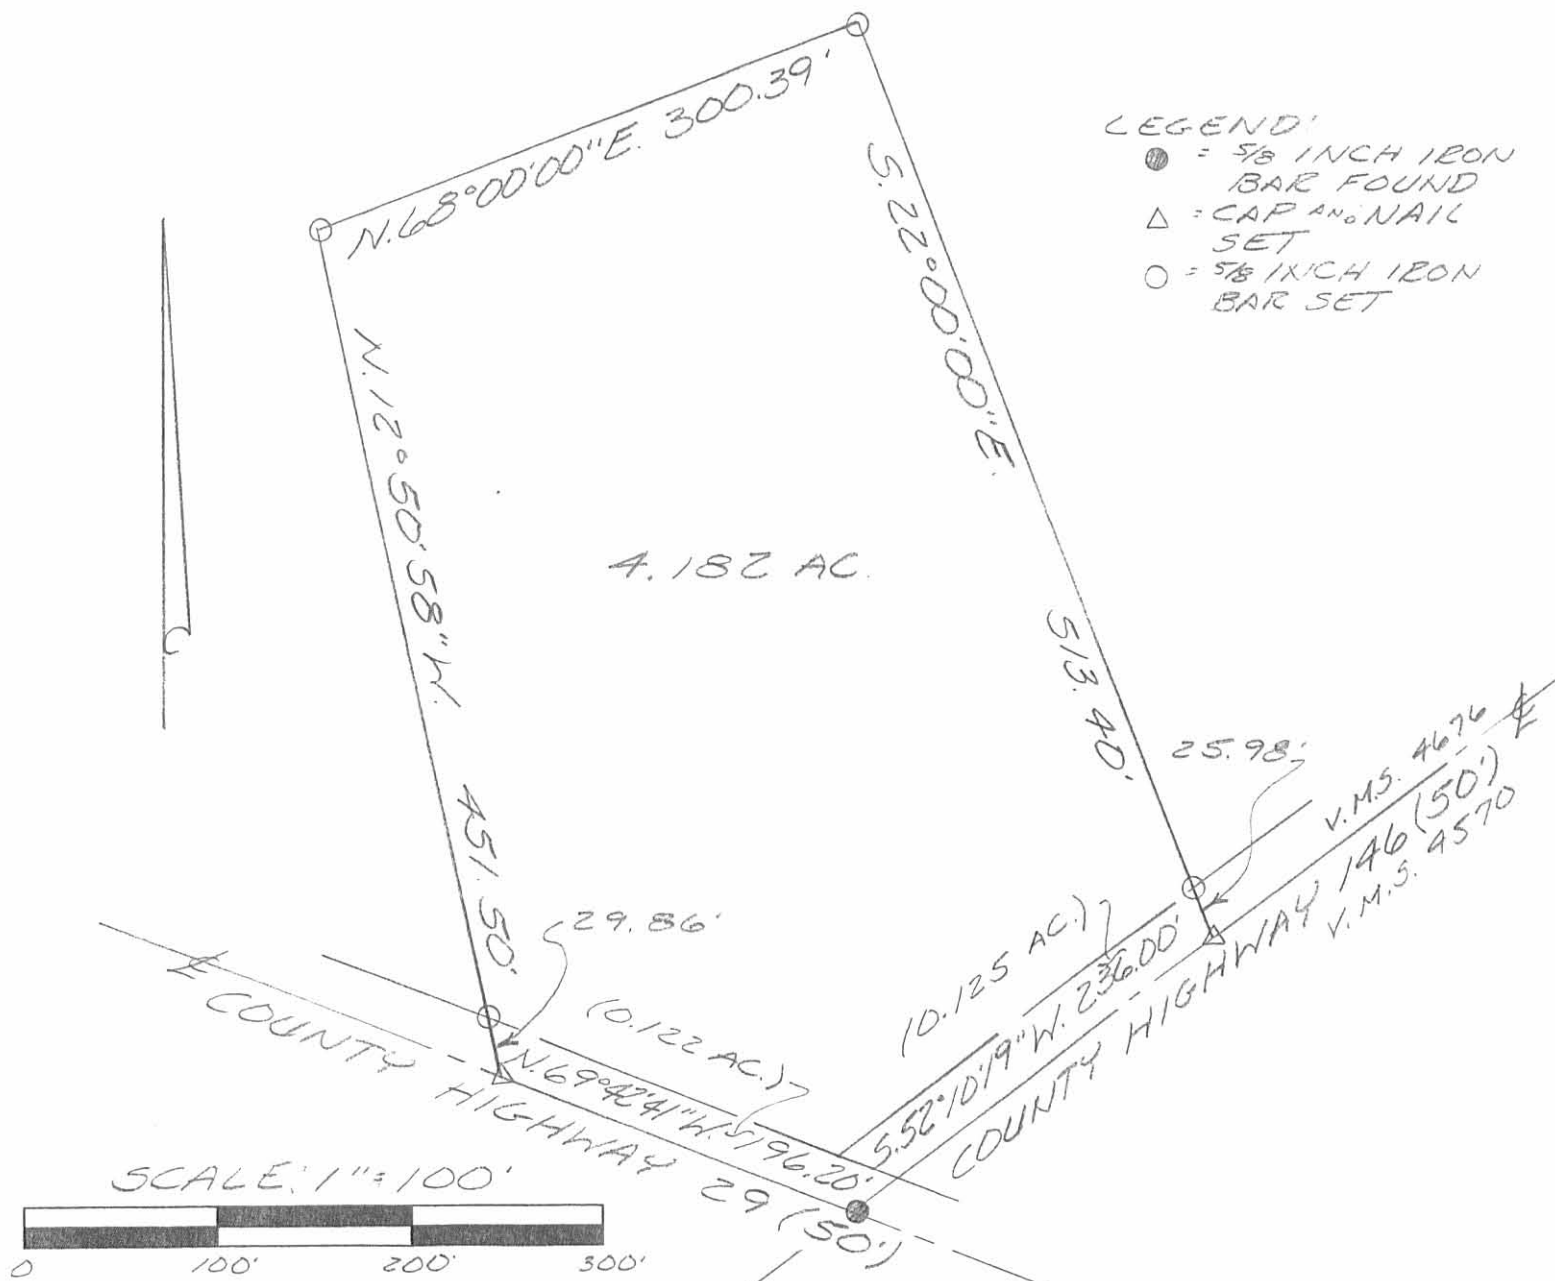 N.68°00'00"E. 300.39'
LEGEND:
= 5/8 INCH IRON
BAR FOUND
= CAP AND NAIL
SET
= 5/8 INCH IRON
BAR SET
S.22°00'00"E.
513.40'
N.12°50'58"W.
451.50'
4.182 AC.
25.98'
V.M.S. 4676
COUNTY HIGHWAY 146 (50')
V.M.S. 4570
29.86'
(0.125 AC.)
S.52°10'19"W. 236.00'
(0.122 AC.)
N.69°42'41"W. 196.20'
COUNTY HIGHWAY 29 (50')
SCALE: 1"=100'
0 100' 200' 300'